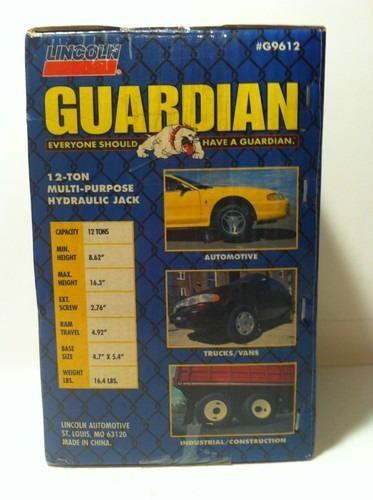 LINCOLN®
#G9612
GUARDIAN
EVERYONE SHOULD HAVE A GUARDIAN.
12-TON
MULTI-PURPOSE
HYDRAULIC JACK
CAPACITY 12 TONS
MIN. HEIGHT 8.62"
MAX. HEIGHT 16.3"
EXT. SCREW 2.76"
RAM TRAVEL 4.92"
BASE SIZE 4.7" X 5.4"
WEIGHT LBS. 16.4 LBS.
AUTOMOTIVE
TRUCKS/VANS
INDUSTRIAL/CONSTRUCTION
LINCOLN AUTOMOTIVE
ST. LOUIS, MO 63120
MADE IN CHINA.